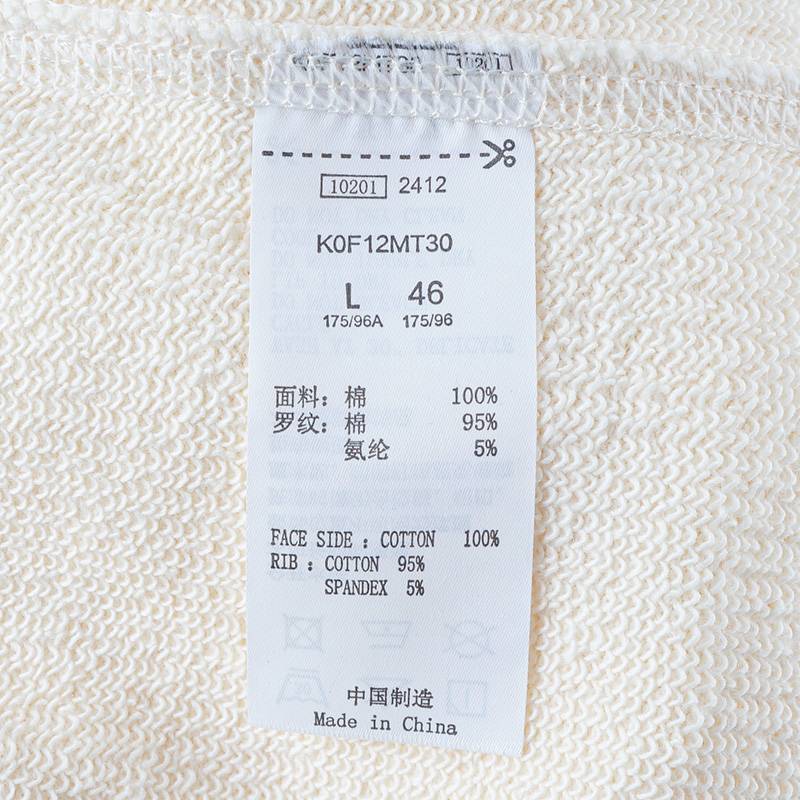 10201
10201 2412
K0F12MT30
L 46
175/96A 175/96
面料：棉 100%
罗纹：棉 95%
氨纶 5%
FACE SIDE : COTTON 100%
RIB : COTTON 95%
SPANDEX 5%
中国制造
Made in China